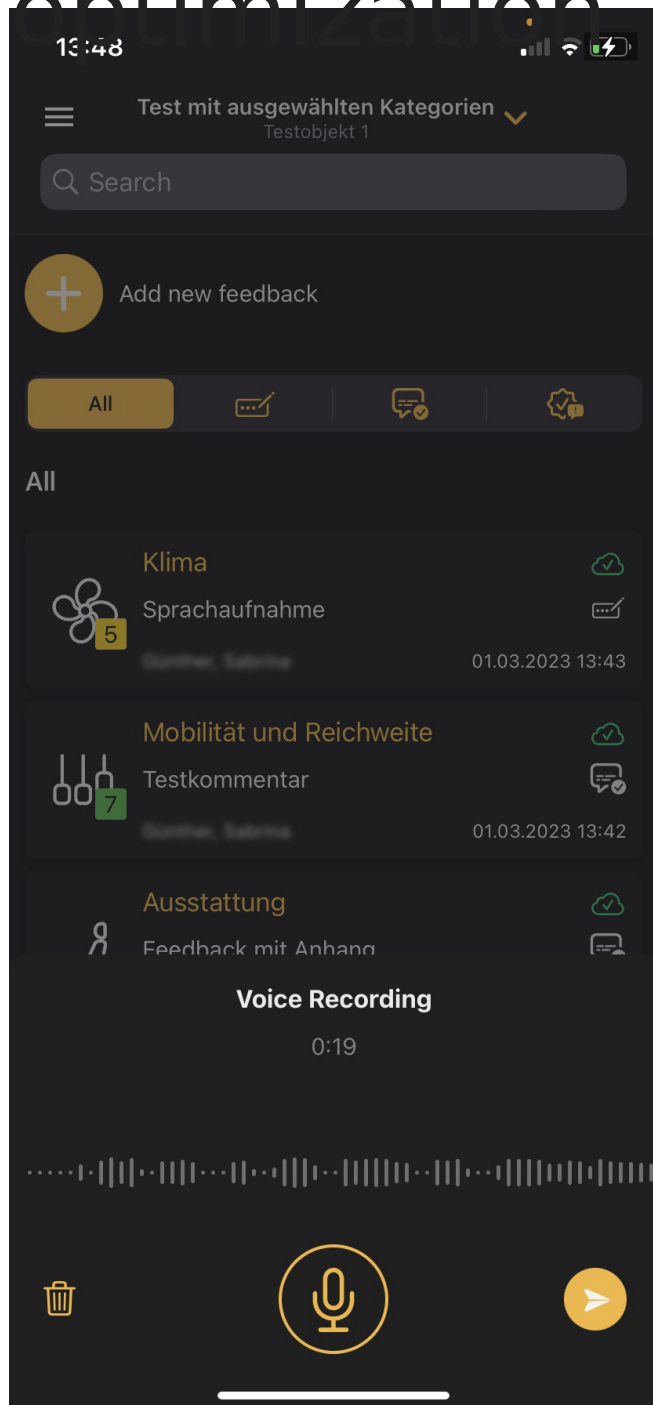 optimization
13:48
Test mit ausgewählten Kategorien
Testobjekt 1
Search
Add new feedback
All
All
Klima
Sprachaufnahme
5
01.03.2023 13:43
Mobilität und Reichweite
Testkommentar
7
01.03.2023 13:42
Ausstattung
Feedback mit Anhang
Voice Recording
0:19